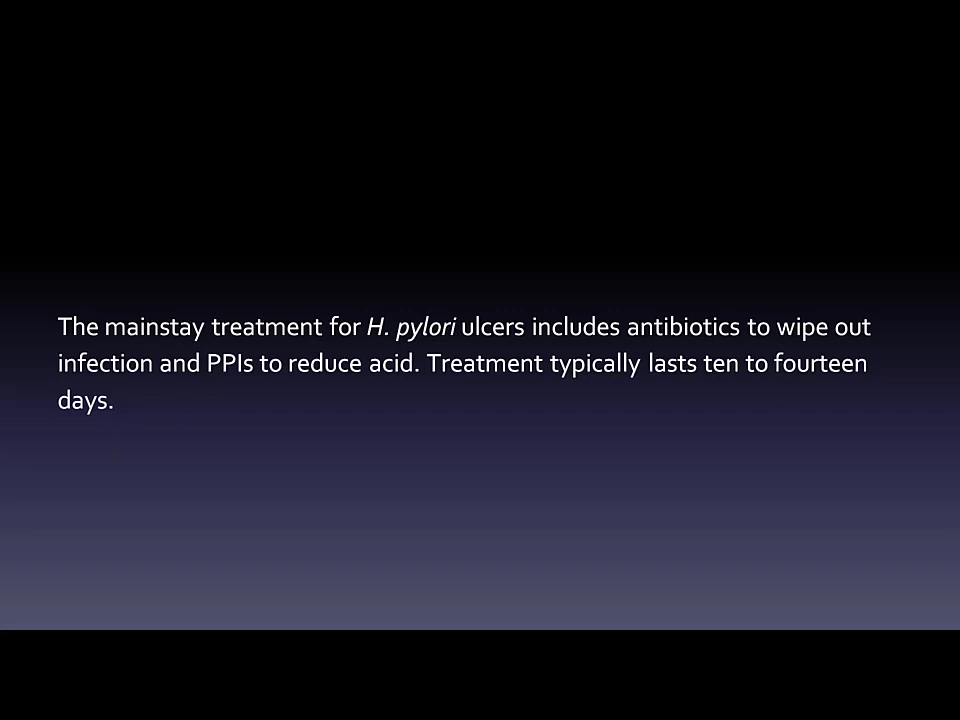 The mainstay treatment for H. pylori ulcers includes antibiotics to wipe out
infection and PPIs to reduce acid. Treatment typically lasts ten to fourteen
days.